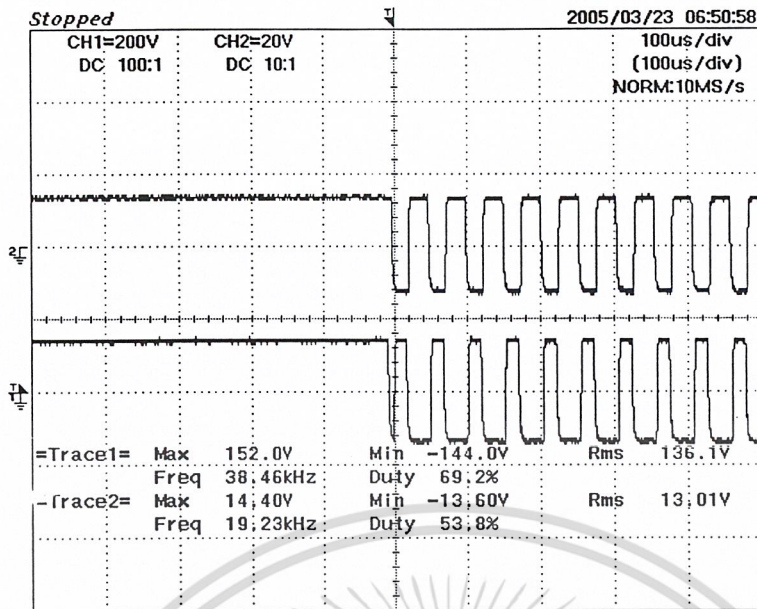 Stopped 2005/03/23 06:50:58
CH1=200V CH2=20V 100us/div
DC 100:1 DC 10:1 (100us/div)
NORM:10MS/s
=Trace1= Max 152.0V Min -144.0V Rms 136.1V
Freq 38.46kHz Duty 69.2%
-Trace2= Max 14.40V Min -13.60V Rms 13.01V
Freq 19.23kHz Duty 53.8%